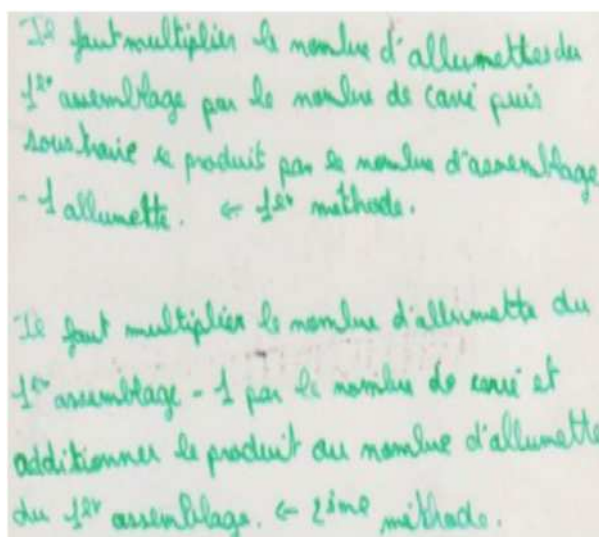 Il faut multiplier le nombre d'allumettes du
1er assemblage par le nombre de carré puis
soustraire le produit par le nombre d'assemblage
- 1 allumette. ← 1er méthode.
Il faut multiplier le nombre d'allumette du
1er assemblage - 1 par le nombre de carré et
additionner le produit au nombre d'allumette
du 1er assemblage. ← 2ème méthode.